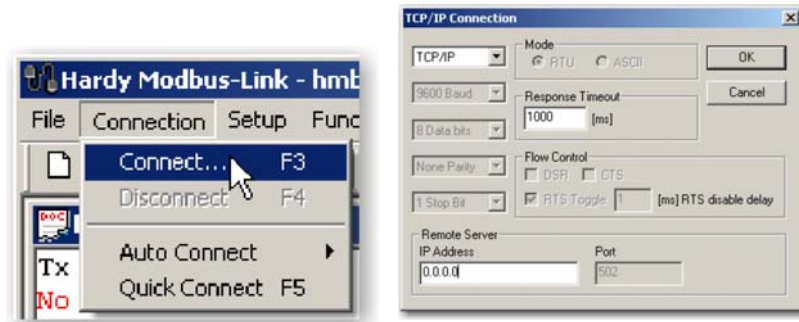 Hardy Modbus-Link - hmb
File Connection Setup Func
Connect... F3
Disconnect F4
Auto Connect
Quick Connect F5
DOC
Tx
No
TCP/IP Connection
TCP/IP
Mode
RTU ASCII
OK
9600 Baud
Response Timeout
Cancel
1000 [ms]
8 Data bits
None Parity
Flow Control
DSR CTS
1 Stop Bit
RTS Toggle 1 [ms] RTS disable delay
Remote Server
IP Address Port
0.0.0.0 502